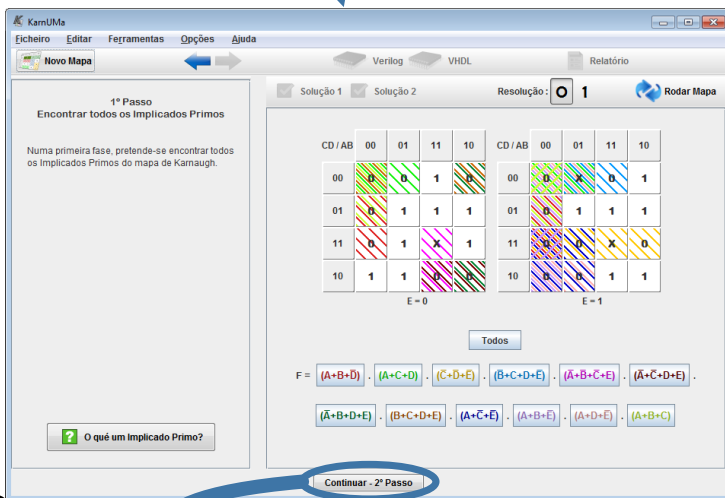 KarnUMa
Ficheiro Editar Ferramentas Opções Ajuda
Novo Mapa Verilog VHDL Relatório
Solução 1 Solução 2 Resolução : 0 1 Rodar Mapa
1º Passo
Encontrar todos os Implicados Primos
Numa primeira fase, pretende-se encontrar todos
os Implicados Primos do mapa de Karnaugh.
CD / AB 00 01 11 10 CD / AB 00 01 11 10
00 0 0 1 0 00 0 X 0 1
01 0 1 1 1 01 0 1 1 1
11 0 1 X 1 11 0 0 X 0
10 1 1 0 0 10 0 0 1 1
E = 0 E = 1
Todos
F = (A+B+D̅) . (A+C+D) . (C̅+D̅+E̅) . (B̅+C+D+E̅) . (A̅+B̅+C̅+E) . (A̅+C̅+D+E) .
(A̅+B+D+E) . (B+C+D+E) . (A+C̅+E̅) . (A+B+E̅) . (A+D̅+E̅) . (A+B+C)
O qué um Implicado Primo?
Continuar - 2º Passo